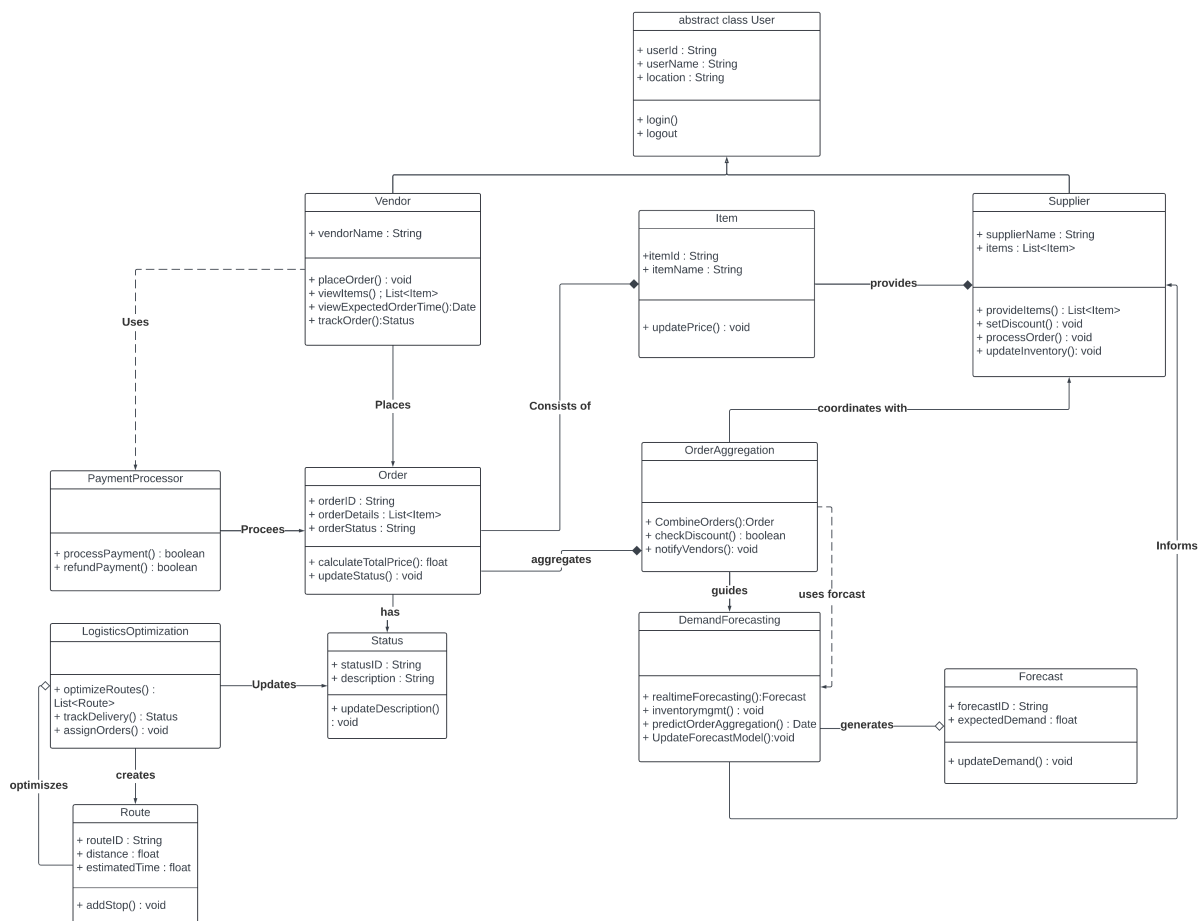 abstract class User
+ userId : String
+ userName : String
+ location : String
+ login()
+ logout
Vendor
+ vendorName : String
+ placeOrder() : void
+ viewItems() ; List<Item>
+ viewExpectedOrderTime():Date
+ trackOrder():Status
Item
+itemId : String
+ itemName : String
+ updatePrice() : void
provides
Supplier
+ supplierName : String
+ items : List<Item>
+ provideItems() : List<Item>
+ setDiscount() : void
+ processOrder() : void
+ updateInventory(): void
Uses
Places
Consists of
coordinates with
PaymentProcessor
+ processPayment() : boolean
+ refundPayment() : boolean
Procees
Order
+ orderID : String
+ orderDetails : List<Item>
+ orderStatus : String
+ calculateTotalPrice(): float
+ updateStatus() : void
aggregates
OrderAggregation
+ CombineOrders():Order
+ checkDiscount() : boolean
+ notifyVendors(): void
Informs
guides
uses forcast
has
LogisticsOptimization
+ optimizeRoutes() :
List<Route>
+ trackDelivery() : Status
+ assignOrders() : void
Updates
Status
+ statusID : String
+ description : String
+ updateDescription()
: void
DemandForecasting
+ realtimeForecasting():Forecast
+ inventorymgmt() : void
+ predictOrderAggregation() : Date
+ UpdateForecastModel():void
generates
Forecast
+ forecastID : String
+ expectedDemand : float
+ updateDemand() : void
creates
optimiszes
Route
+ routeID : String
+ distance : float
+ estimatedTime : float
+ addStop() : void